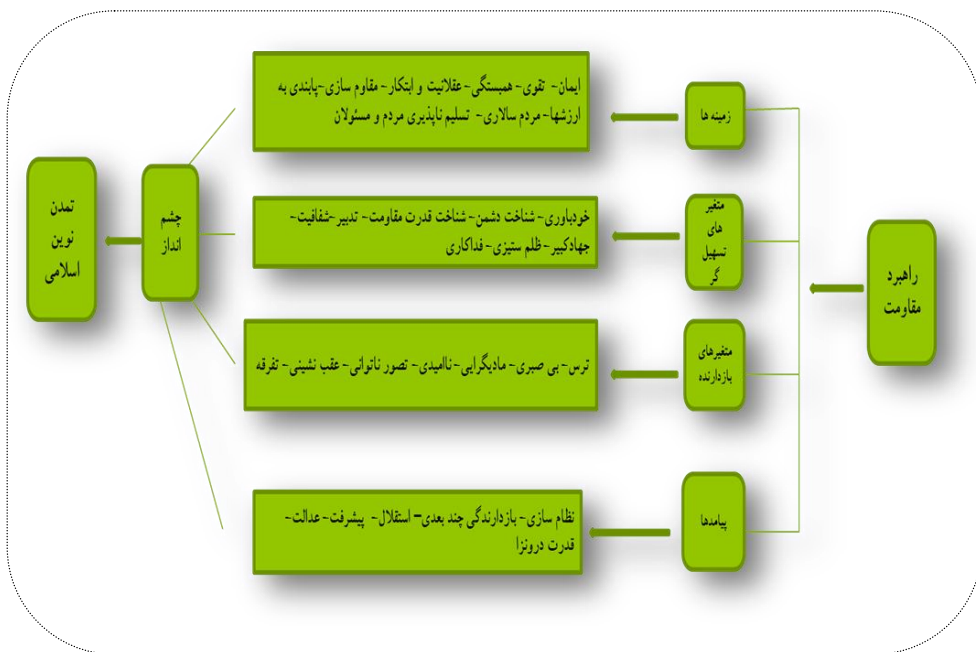 راهبرد
مقاومت
زمینه ها
ایمان- تقوی- همبستگی- عقلانیت و ابتکار- مقاوم سازی-پابندی به
ارزشها- مردم سالاری- تسلیم ناپذیری مردم و مسئولان
متغیر
های
تسهیل
گر
خودباوری- شناخت دشمن- شناخت قدرت مقاومت- تدبیر-شفافیت-
جهادکبیر- ظلم ستیزی- فداکاری
متغیرهای
بازدارنده
ترس- بی صبری- مادیگرایی- ناامیدی- تصور ناتوانی- عقب نشینی- تفرقه
پیامدها
نظام سازی- بازدارندگی چند بعدی- استقلال- پیشرفت- عدالت-
قدرت درونزا
چشم
انداز
تمدن
نوین
اسلامی